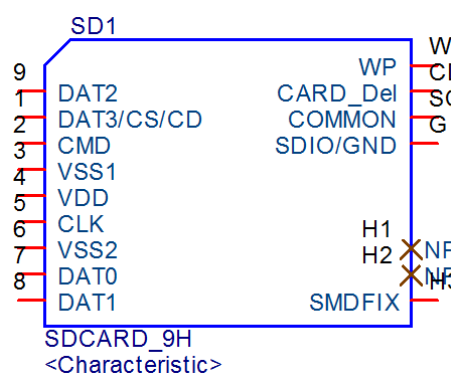 SD1
9
1
2
3
4
5
6
7
8
DAT2
DAT3/CS/CD
CMD
VSS1
VDD
CLK
VSS2
DAT0
DAT1
WP
CARD_Del
COMMON
SDIO/GND
G
H1
H2
SMDFIX
SDCARD_9H
<Characteristic>